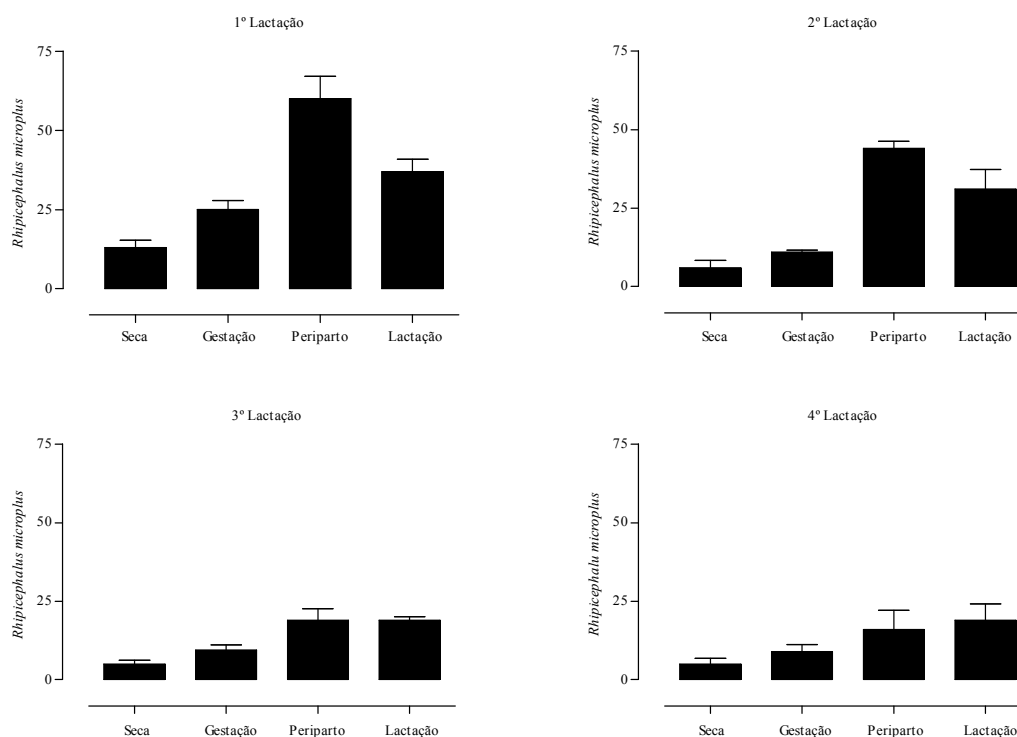 1º Lactação
75
50
25
0
Rhipicephalus microplus
Seca
Gestação
Periparto
Lactação
2º Lactação
75
50
25
0
Rhipicephalus microplus
Seca
Gestação
Periparto
Lactação
3º Lactação
75
50
25
0
Rhipicephalus microplus
Seca
Gestação
Periparto
Lactação
4º Lactação
75
50
25
0
Rhipicephalu microplus
Seca
Gestação
Periparto
Lactação